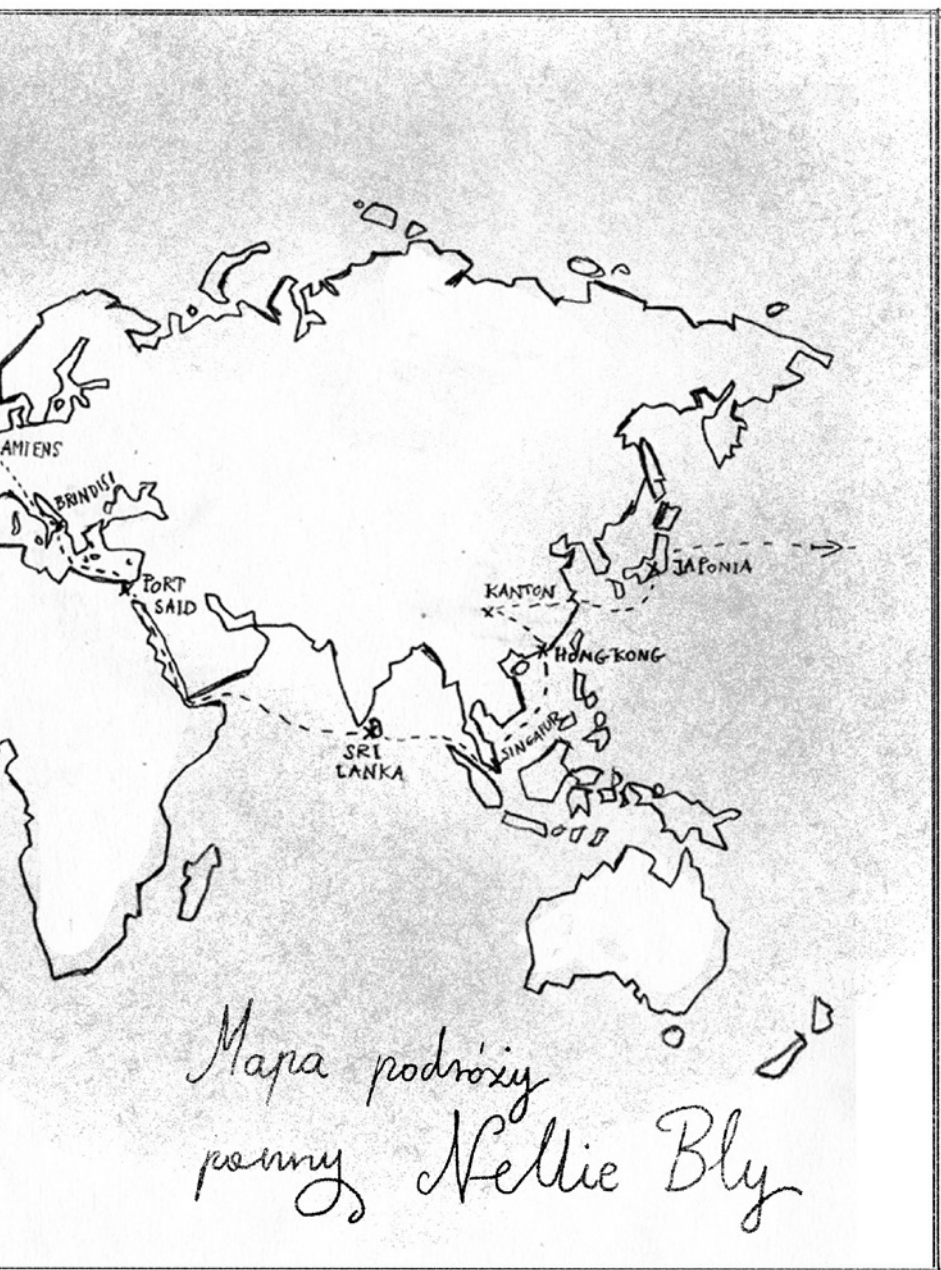 AMIENS
BRINDISI
PORT
SAID
KANTON
JAPONIA
HONGKONG
SINGAPUR
SRI
LANKA
Mapa podróży
panny Nellie Bly